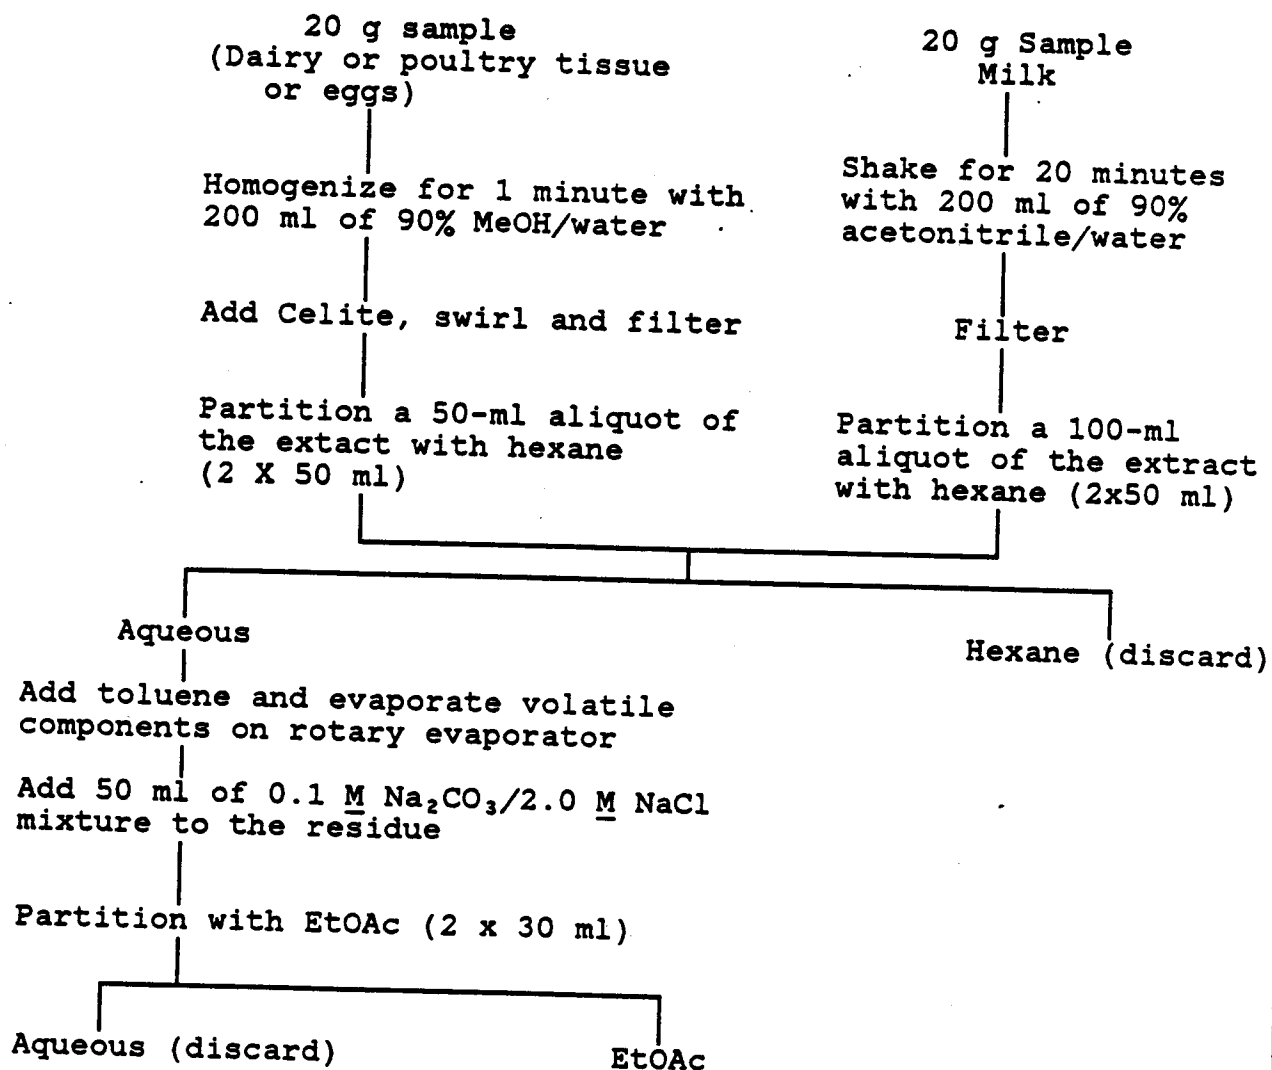 20 g sample
(Dairy or poultry tissue
or eggs)
Homogenize for 1 minute with
200 ml of 90% MeOH/water
Add Celite, swirl and filter
Partition a 50-ml aliquot of
the extact with hexane
(2 X 50 ml)
20 g Sample
Milk
Shake for 20 minutes
with 200 ml of 90%
acetonitrile/water
Filter
Partition a 100-ml
aliquot of the extract
with hexane (2x50 ml)
Aqueous
Hexane (discard)
Add toluene and evaporate volatile
components on rotary evaporator
Add 50 ml of 0.1 M Na₂CO₃/2.0 M NaCl
mixture to the residue
Partition with EtOAc (2 x 30 ml)
Aqueous (discard)
EtOAc